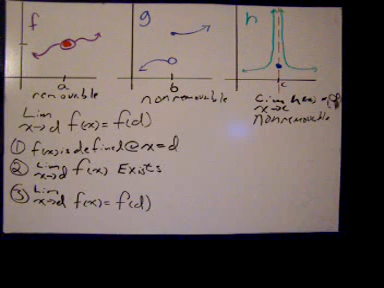 f
g
h
a
b
c
removable
nonremovable
Lim h(x) =
x→c
nonremovable
Lim f(x) = f(d)
x→d
① f(x) is defined @ x = d
② Lim f(x) Exists
x→d
③ Lim f(x) = f(d)
x→d